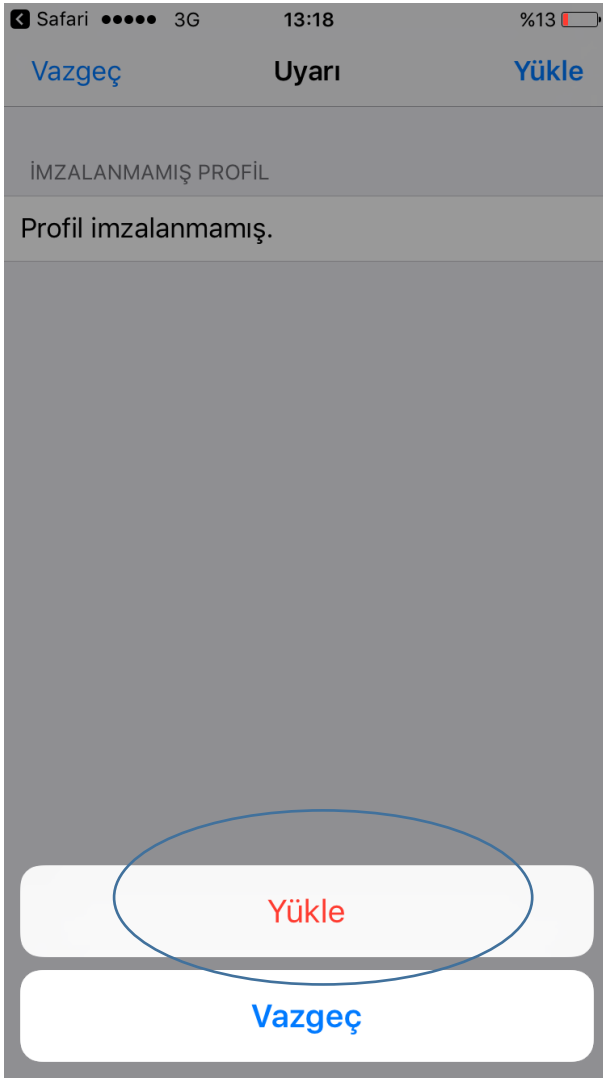 Safari 3G 13:18 %13
Vazgeç Uyarı Yükle
İMZALANMAMIŞ PROFİL
Profil imzalanmamış.
Yükle
Vazgeç